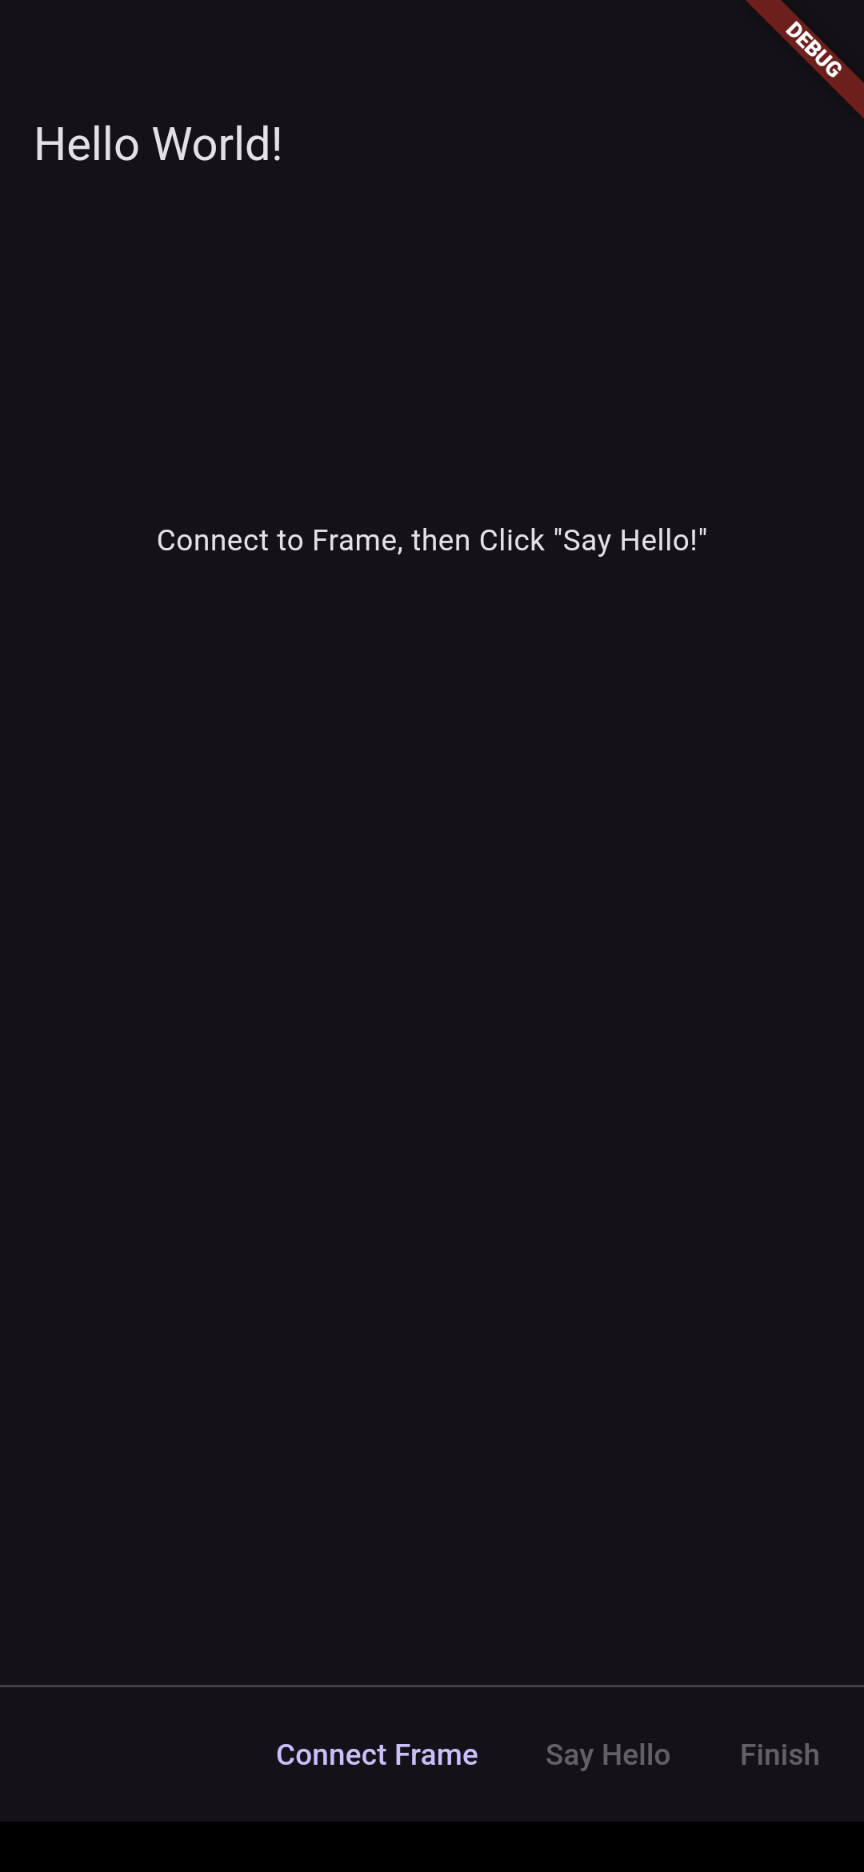 DEBUG
Hello World!
Connect to Frame, then Click "Say Hello!"
Connect Frame Say Hello Finish